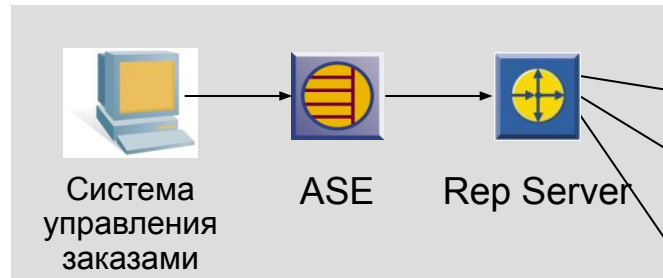 Система
управления
заказами
ASE
Rep Server